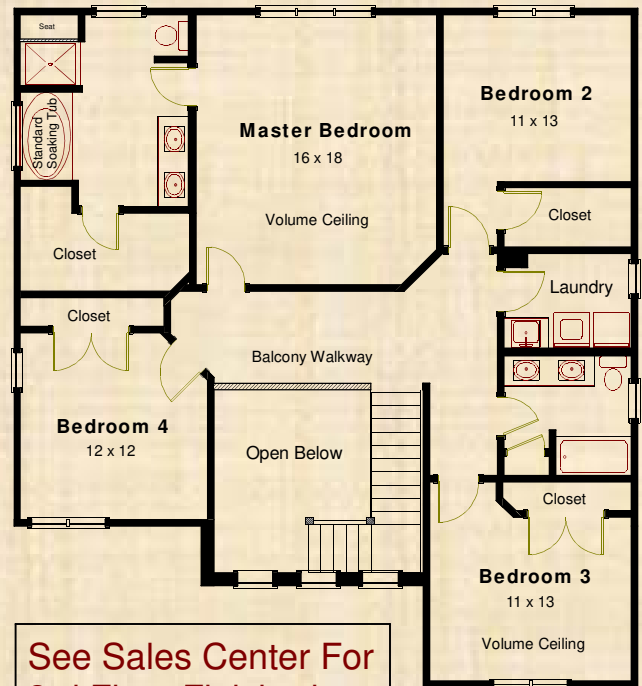 Seat
Standard
Soaking Tub
Master Bedroom
16 x 18
Volume Ceiling
Bedroom 2
11 x 13
Closet
Closet
Laundry
Closet
Balcony Walkway
Bedroom 4
12 x 12
Open Below
Closet
Bedroom 3
11 x 13
Volume Ceiling
See Sales Center For